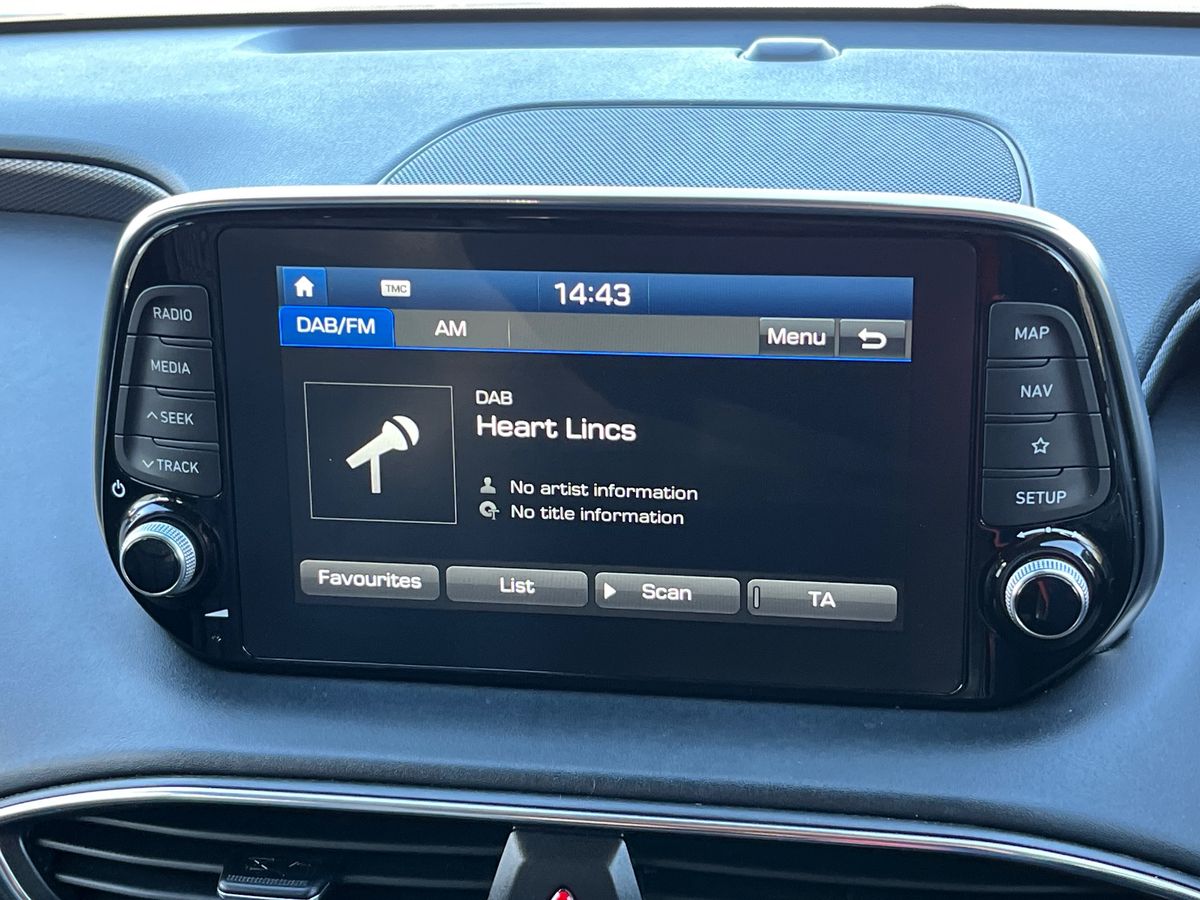 TMC
14:43
DAB/FM
AM
Menu
DAB
Heart Lincs
No artist information
No title information
Favourites
List
Scan
TA
RADIO
MEDIA
SEEK
TRACK
MAP
NAV
SETUP